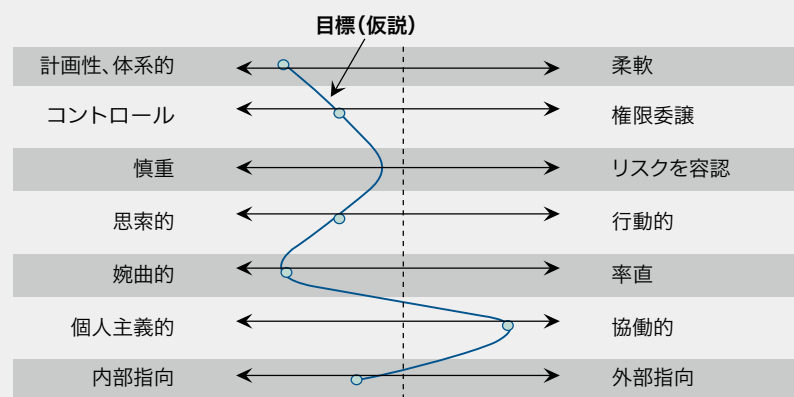 目標(仮説)
計画性、体系的 柔軟
コントロール 権限委譲
慎重 リスクを容認
思索的 行動的
婉曲的 率直
個人主義的 協働的
内部指向 外部指向